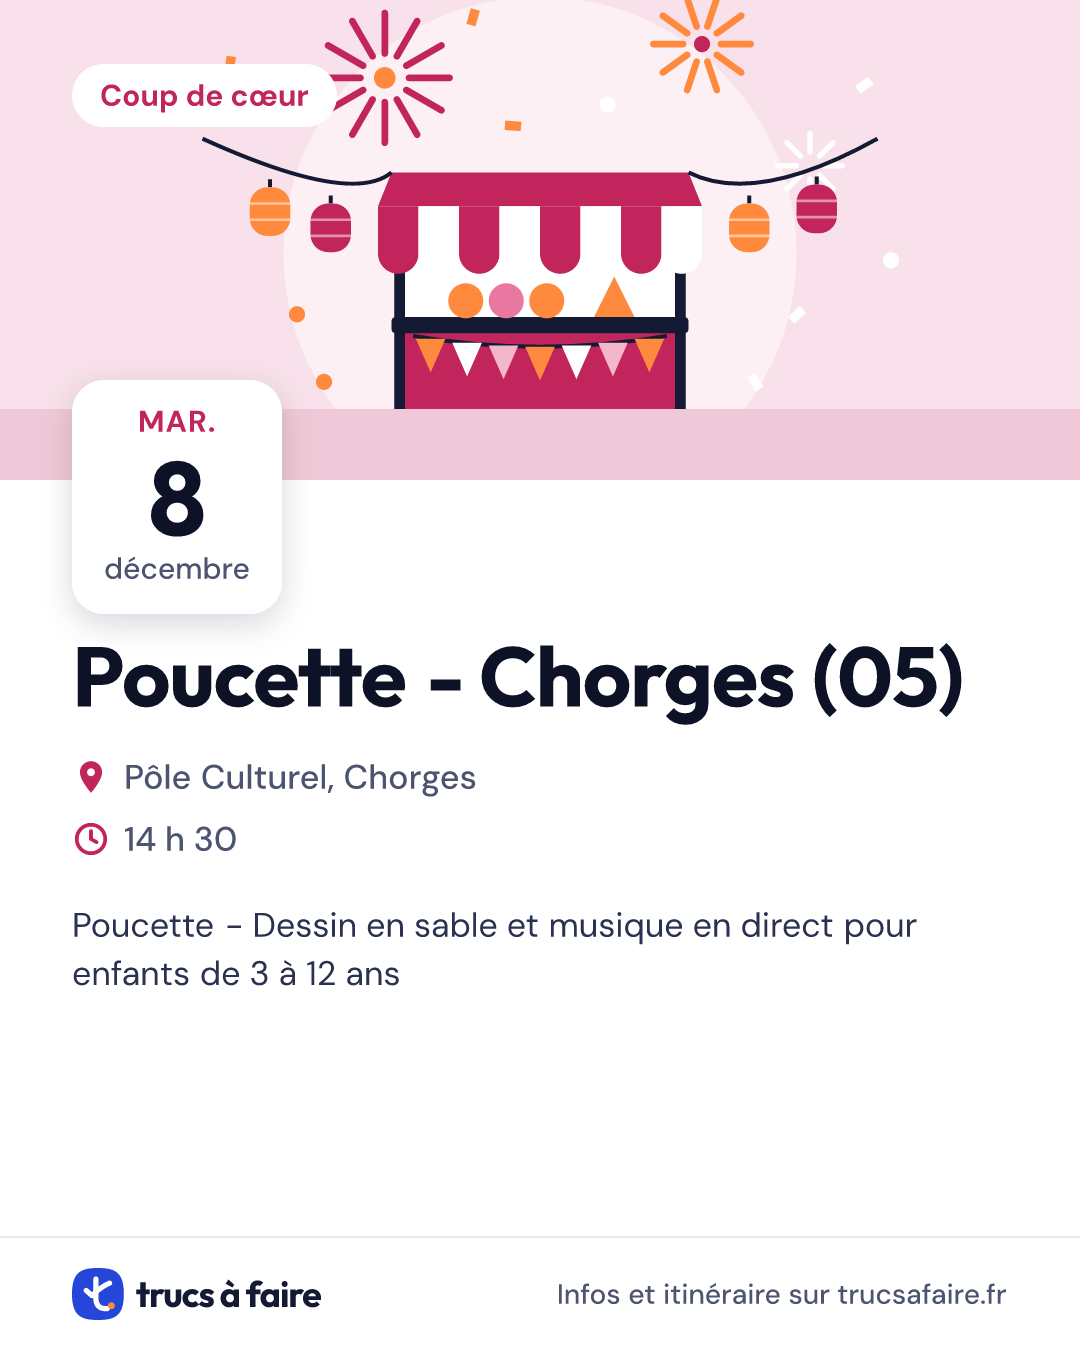 Coup de cœur
MAR.
8
décembre
Poucette - Chorges (05)
Pôle Culturel, Chorges
14 h 30
Poucette - Dessin en sable et musique en direct pour
enfants de 3 à 12 ans
trucs à faire
Infos et itinéraire sur trucsafaire.fr